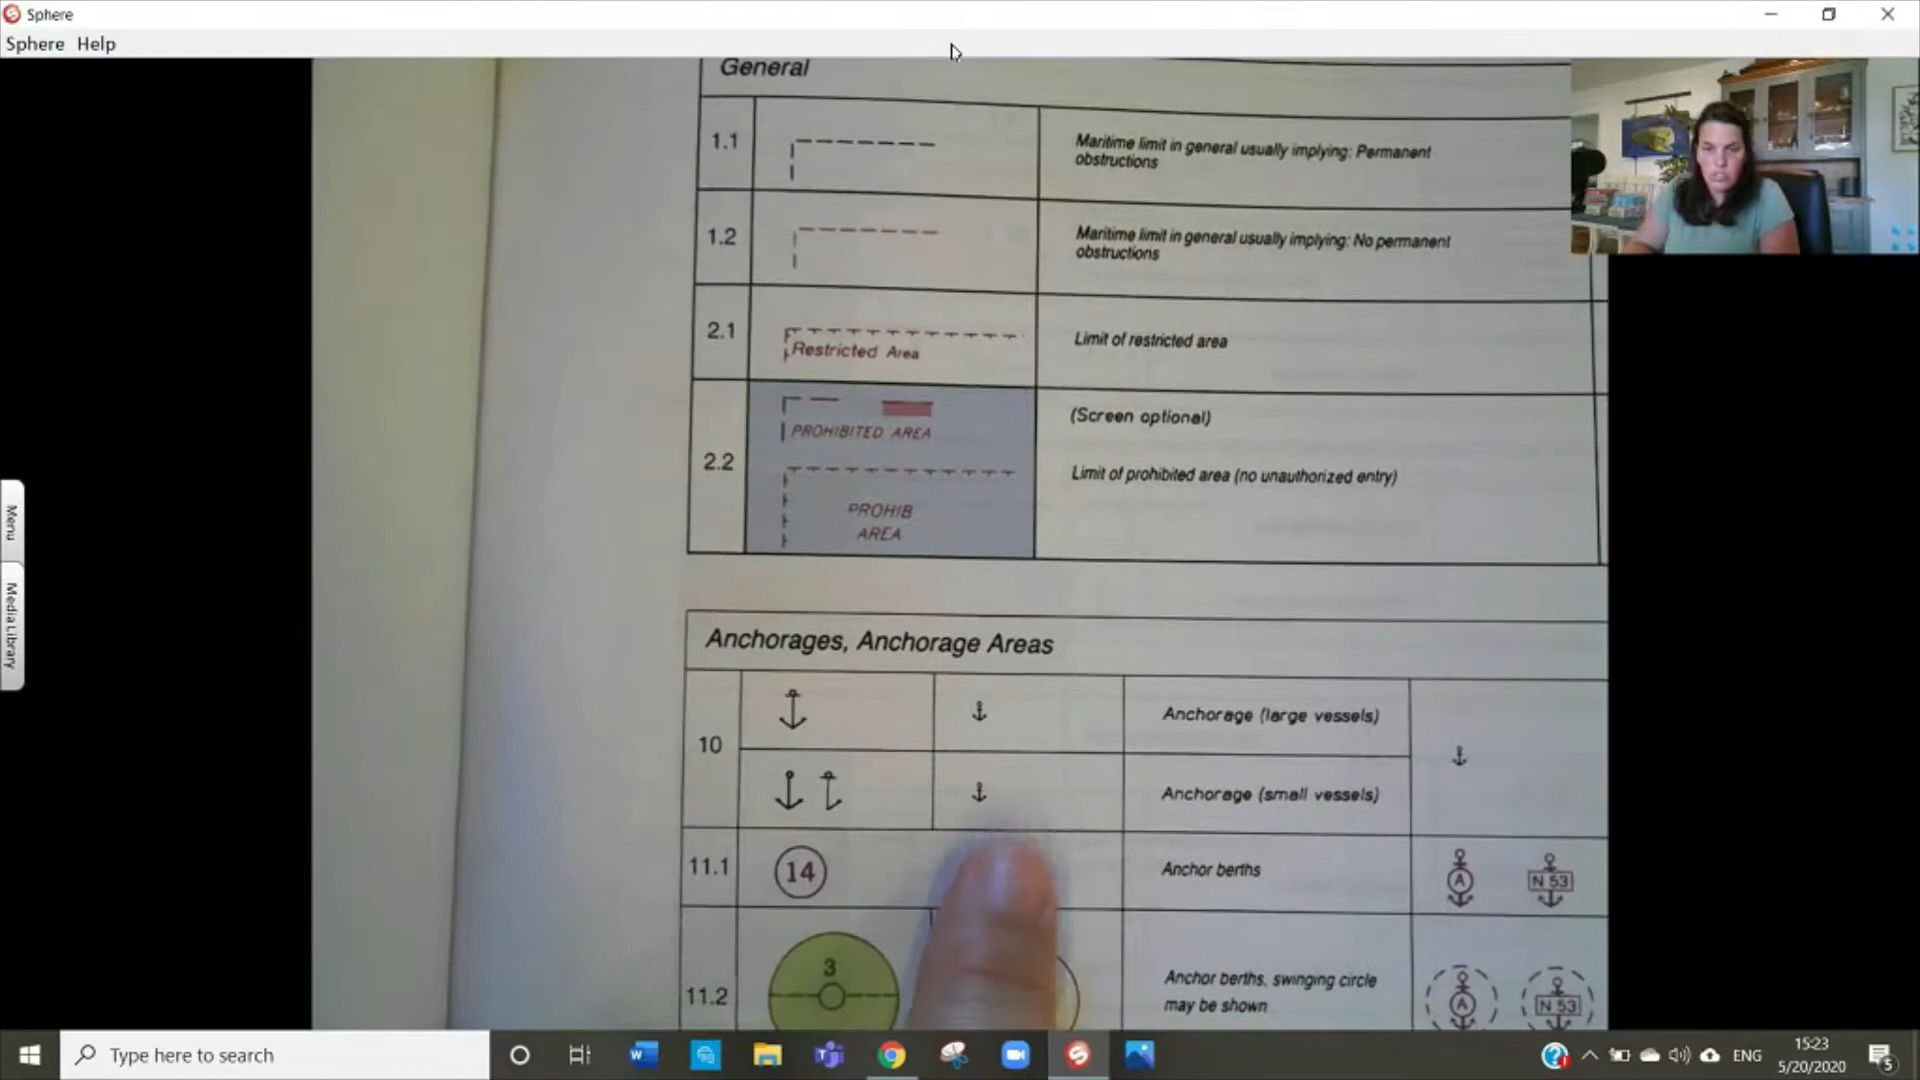 Sphere
Sphere Help
General
1.1
Maritime limit in general usually implying: Permanent
obstructions
1.2
Maritime limit in general usually implying: No permanent
obstructions
2.1
Restricted Area
Limit of restricted area
2.2
PROHIBITED AREA
(Screen optional)
Limit of prohibited area (no unauthorized entry)
PROHIB
AREA
Menu
Media Library
Anchorages, Anchorage Areas
10
Anchorage (large vessels)
Anchorage (small vessels)
11.1
14
Anchor berths
A
N 53
11.2
3
Anchor berths, swinging circle
may be shown
A
N 53
Type here to search
ENG
15:23
5/20/2020
5